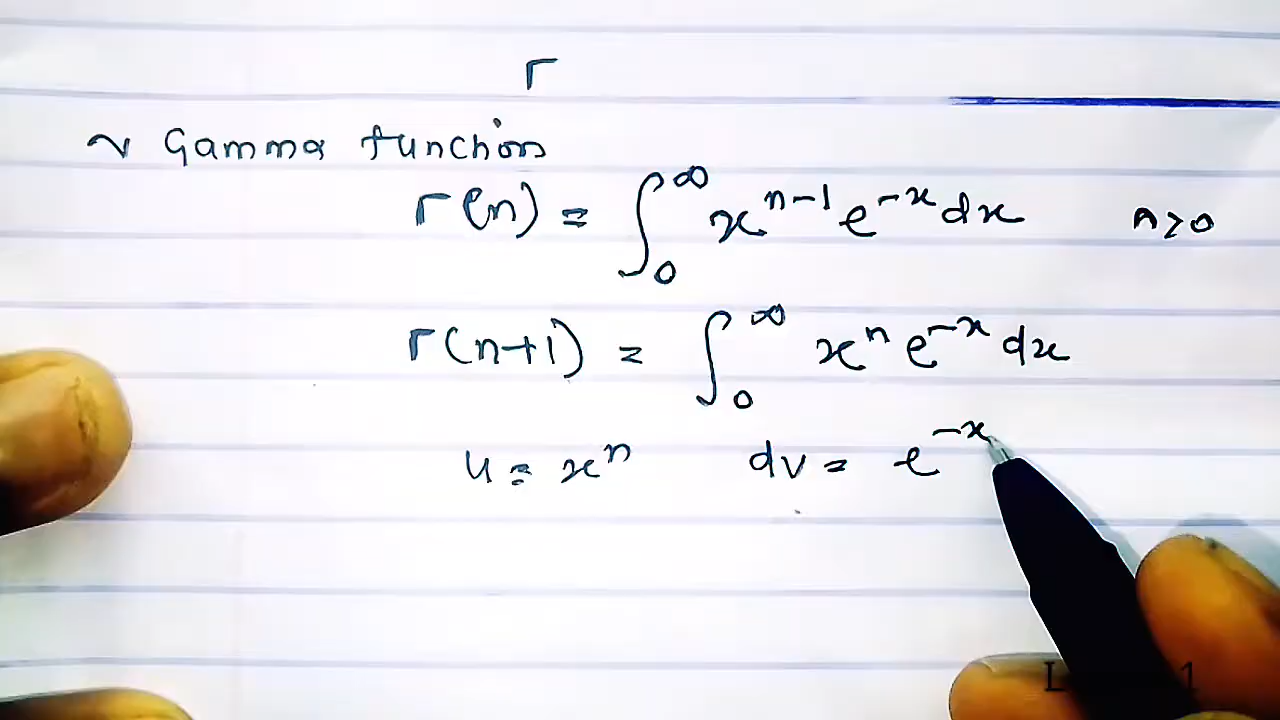 Γ
~ Gamma function
Γ(n) = ∫₀^∞ x^{n-1} e^{-x} dx n>0
Γ(n+1) = ∫₀^∞ x^n e^{-x} dx
u = x^n dv = e^{-x}